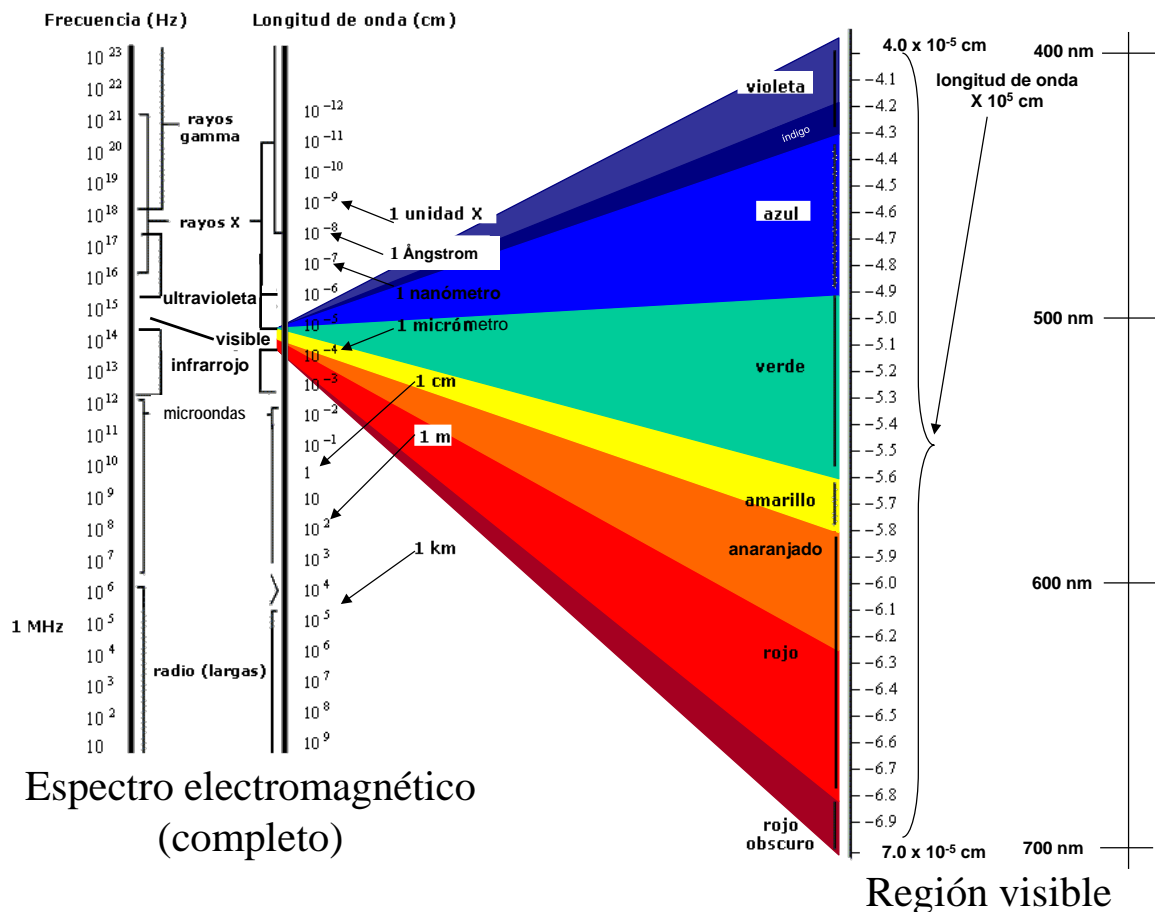 Frecuencia (Hz)
Longitud de onda (cm)
10 23
10 22
10 21
10 20
10 19
10 18
10 17
10 16
10 15
10 14
10 13
10 12
10 11
10 10
10 9
10 8
10 7
10 6
10 5
10 4
10 3
10 2
10
1 MHz
rayos
gamma
rayos X
ultravioleta
visible
infrarrojo
microondas
radio (largas)
10 -12
10 -11
10 -10
10 -9
10 -8
10 -7
10 -6
10 -5
10 -4
10 -3
10 -2
10 -1
1
10
10 2
10 3
10 4
10 5
10 6
10 7
10 8
10 9
1 unidad X
1 Ångstrom
1 nanómetro
1 micrómetro
1 cm
1 m
1 km
violeta
índigo
azul
verde
amarillo
anaranjado
rojo
rojo
obscuro
4.0 x 10-5 cm
-4.1
-4.2
-4.3
-4.4
-4.5
-4.6
-4.7
-4.8
-4.9
-5.0
-5.1
-5.2
-5.3
-5.4
-5.5
-5.6
-5.7
-5.8
-5.9
-6.0
-6.1
-6.2
-6.3
-6.4
-6.5
-6.6
-6.7
-6.8
-6.9
7.0 x 10-5 cm
longitud de onda
X 105 cm
400 nm
500 nm
600 nm
700 nm
Espectro electromagnético
(completo)
Región visible